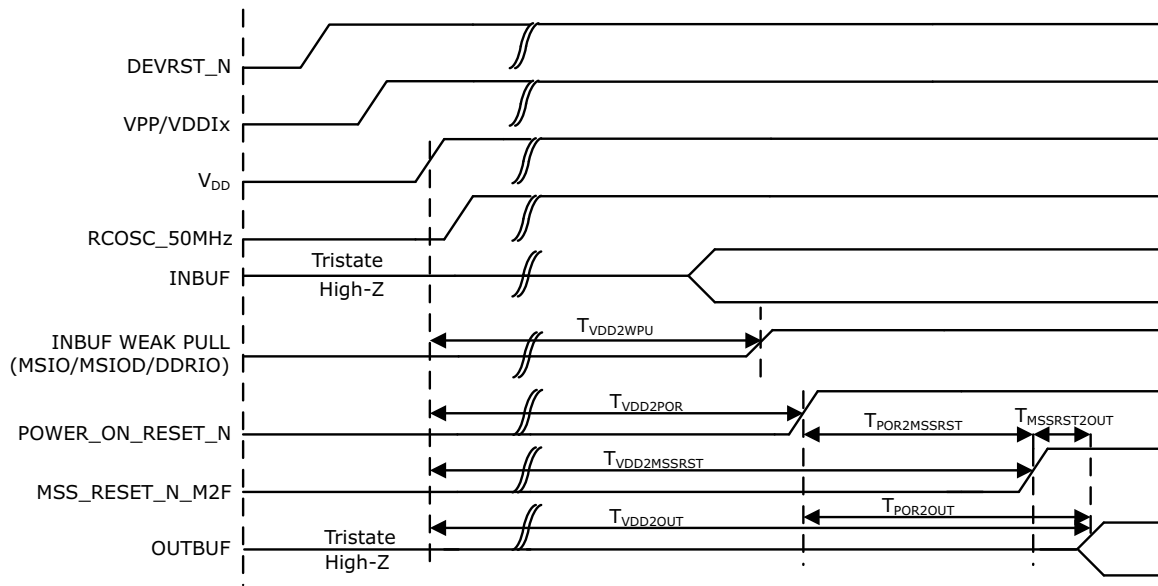 DEVRST_N
VPP/VDDIx
VDD
RCOSC_50MHz
Tristate
INBUF
High-Z
TVDD2WPU
INBUF WEAK PULL
(MSIO/MSIOD/DDRIO)
TVDD2POR
TPOR2MSSRST
TMSSRST2OUT
POWER_ON_RESET_N
TVDD2MSSRST
MSS_RESET_N_M2F
TPOR2OUT
TVDD2OUT
Tristate
OUTBUF
High-Z